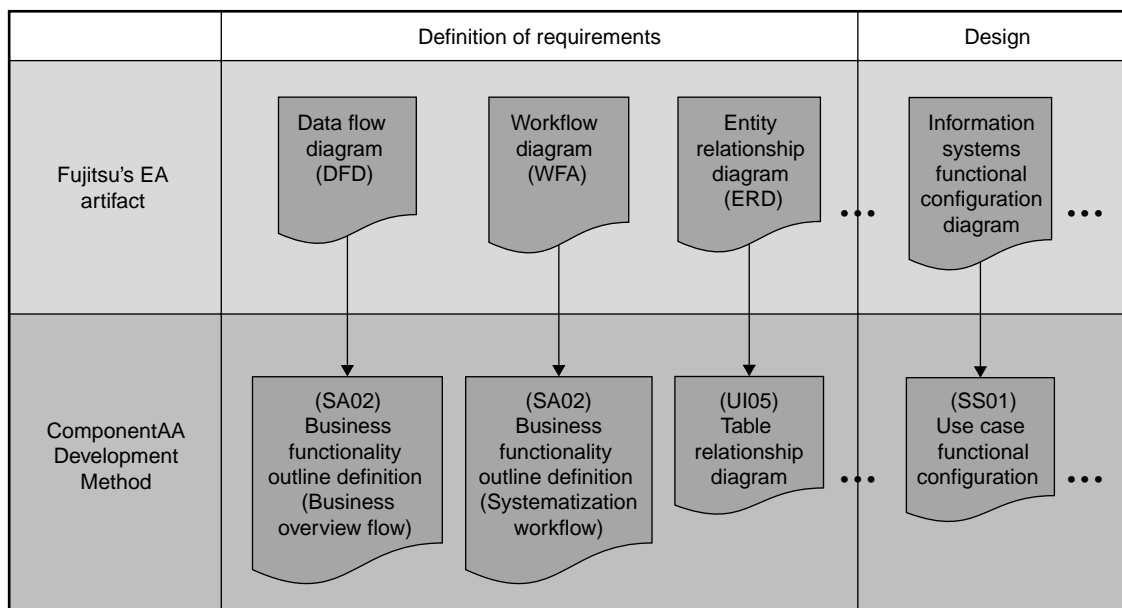 Definition of requirements
Design
Fujitsu's EA
artifact
Data flow
diagram
(DFD)
Workflow
diagram
(WFA)
Entity
relationship
diagram
(ERD)
•••
Information
systems
functional
configuration
diagram
•••
ComponentAA
Development
Method
(SA02)
Business
functionality
outline definition
(Business
overview flow)
(SA02)
Business
functionality
outline definition
(Systematization
workflow)
(UI05)
Table
relationship
diagram
•••
(SS01)
Use case
functional
configuration
•••